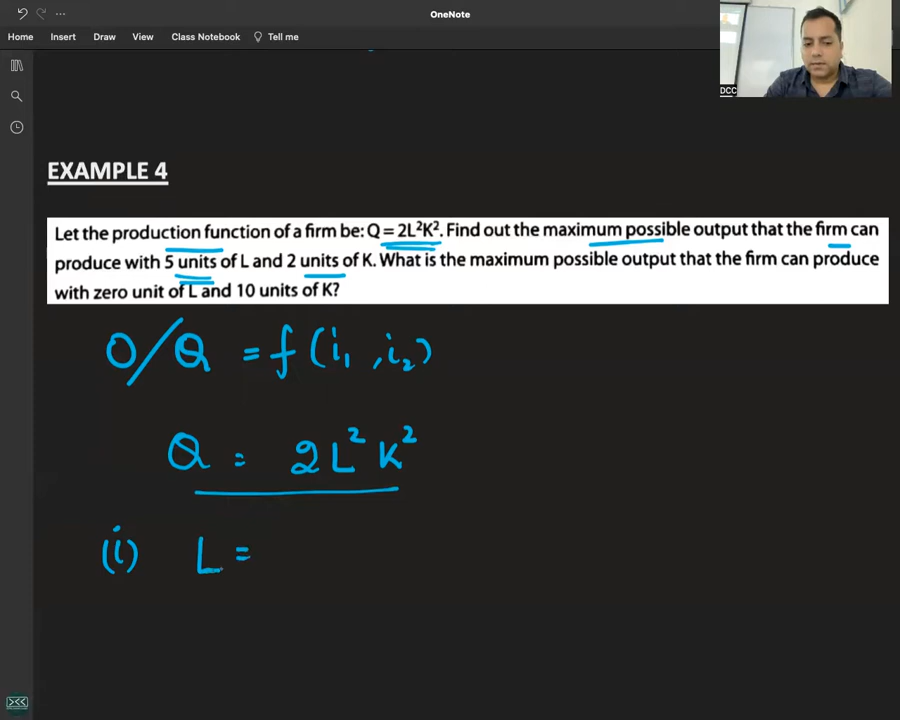 OneNote
Home Insert Draw View Class Notebook Tell me
DCC
EXAMPLE 4
Let the production function of a firm be: Q = 2L²K². Find out the maximum possible output that the firm can
produce with 5 units of L and 2 units of K. What is the maximum possible output that the firm can produce
with zero unit of L and 10 units of K?
O/Q = f(i₁, i₂)
Q = 2L²K²
(i) L =